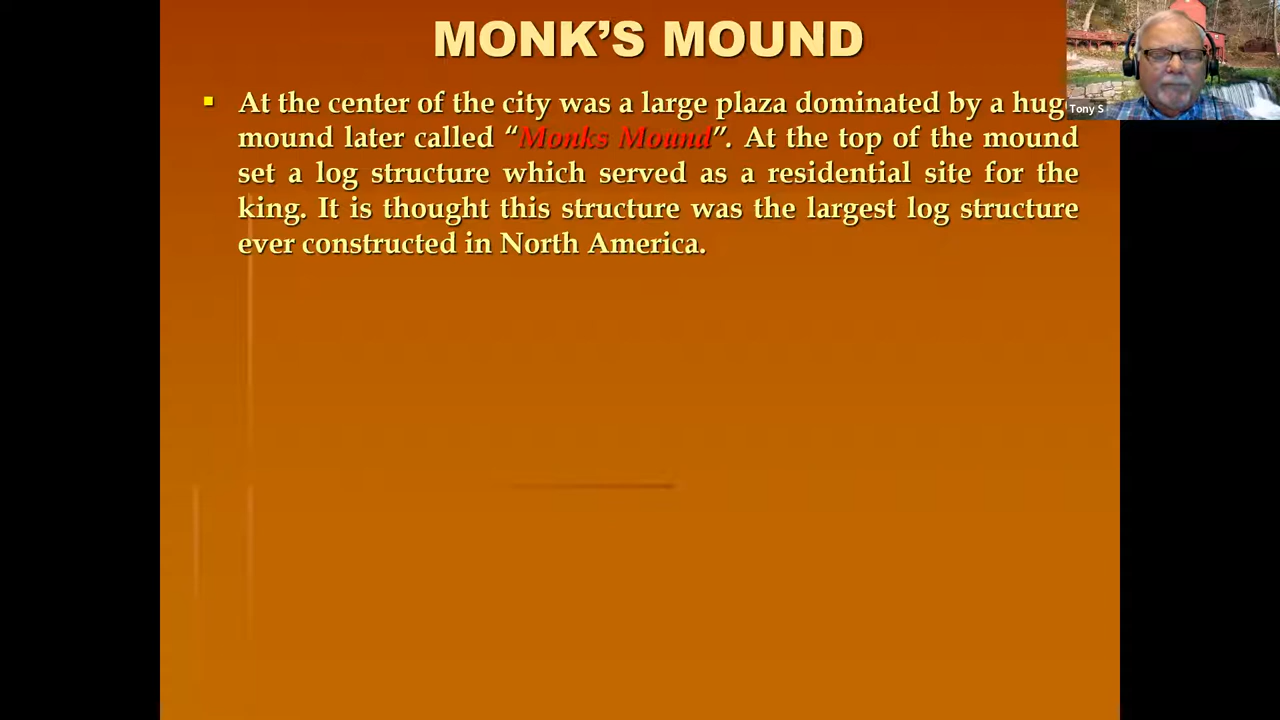 MONK’S MOUND
At the center of the city was a large plaza dominated by a hug
mound later called “Monks Mound”. At the top of the mound
set a log structure which served as a residential site for the
king. It is thought this structure was the largest log structure
ever constructed in North America.
Tony S